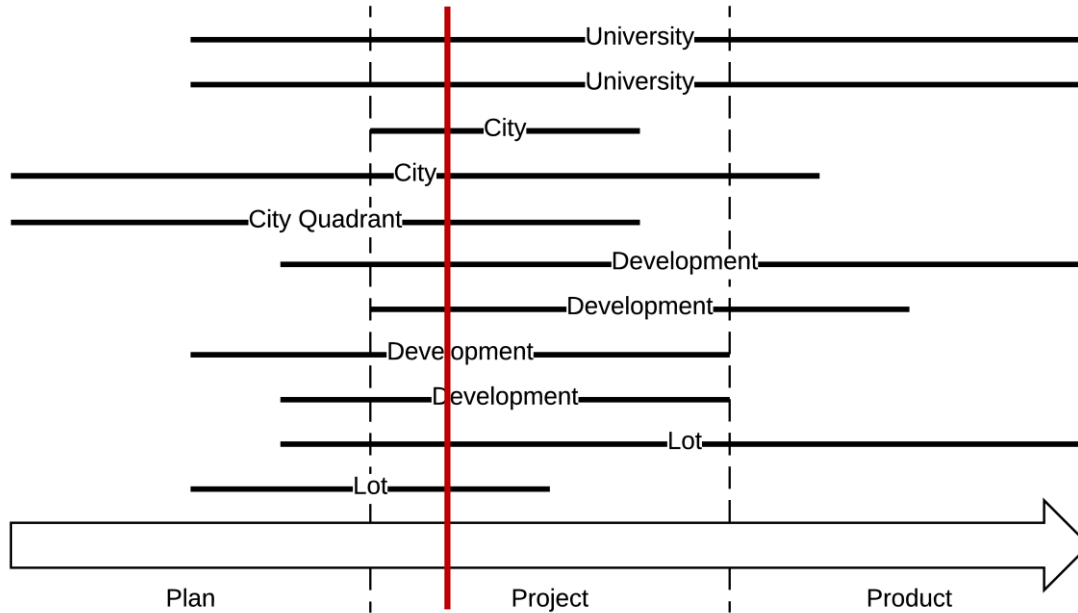 University
University
City
City
City Quadrant
Development
Development
Development
Development
Lot
Lot
Plan Project Product